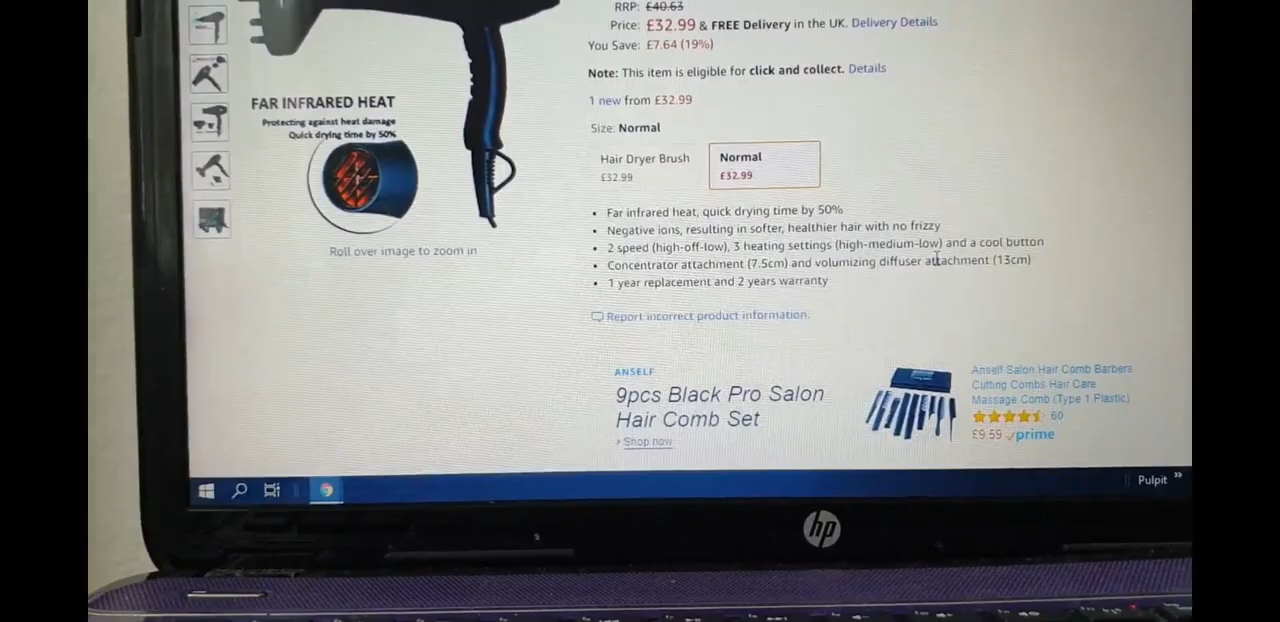 RRP: £40.63
Price: £32.99 & FREE Delivery in the UK. Delivery Details
You Save: £7.64 (19%)
Note: This item is eligible for click and collect. Details
1 new from £32.99
Size: Normal
Hair Dryer Brush
£32.99
Normal
£32.99
FAR INFRARED HEAT
Protecting against heat damage
Quick drying time by 50%
Roll over image to zoom in
• Far infrared heat, quick drying time by 50%
• Negative ions, resulting in softer, healthier hair with no frizzy
• 2 speed (high-off-low), 3 heating settings (high-medium-low) and a cool button
• Concentrator attachment (7.5cm) and volumizing diffuser attachment (13cm)
• 1 year replacement and 2 years warranty
Report incorrect product information.
ANSELF
9pcs Black Pro Salon
Hair Comb Set
› Shop now
Anself Salon Hair Comb Barbers
Cutting Combs Hair Care
Massage Comb (Type 1 Plastic)
60
£9.59 prime
Pulpit »
hp